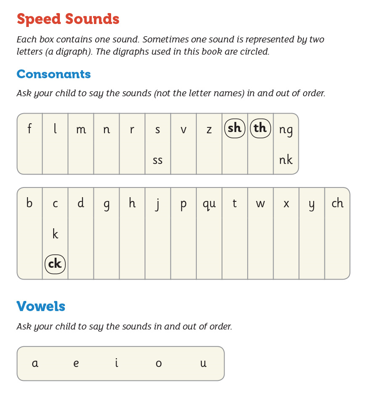 Speed Sounds
Each box contains one sound. Sometimes one sound is represented by two
letters (a digraph). The digraphs used in this book are circled.
Consonants
Ask your child to say the sounds (not the letter names) in and out of order.
f l m n r s v z sh th ng
ss nk
b c d g h j p qu t w x y ch
k
ck
Vowels
Ask your child to say the sounds in and out of order.
a e i o u